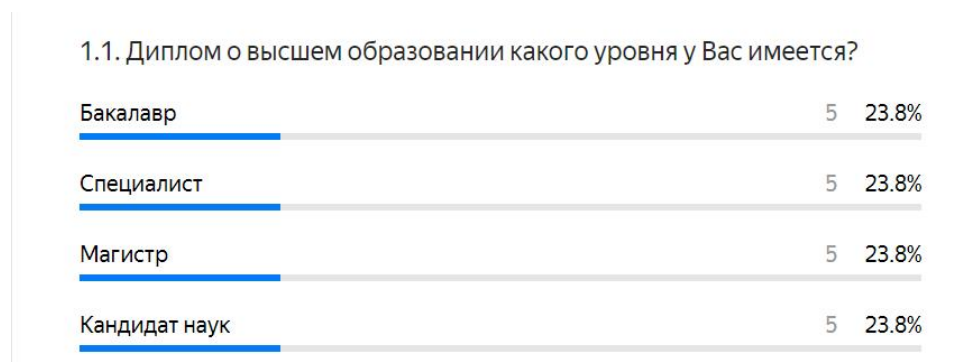 1.1. Диплом о высшем образовании какого уровня у Вас имеется?
Бакалавр 5 23.8%
Специалист 5 23.8%
Магистр 5 23.8%
Кандидат наук 5 23.8%